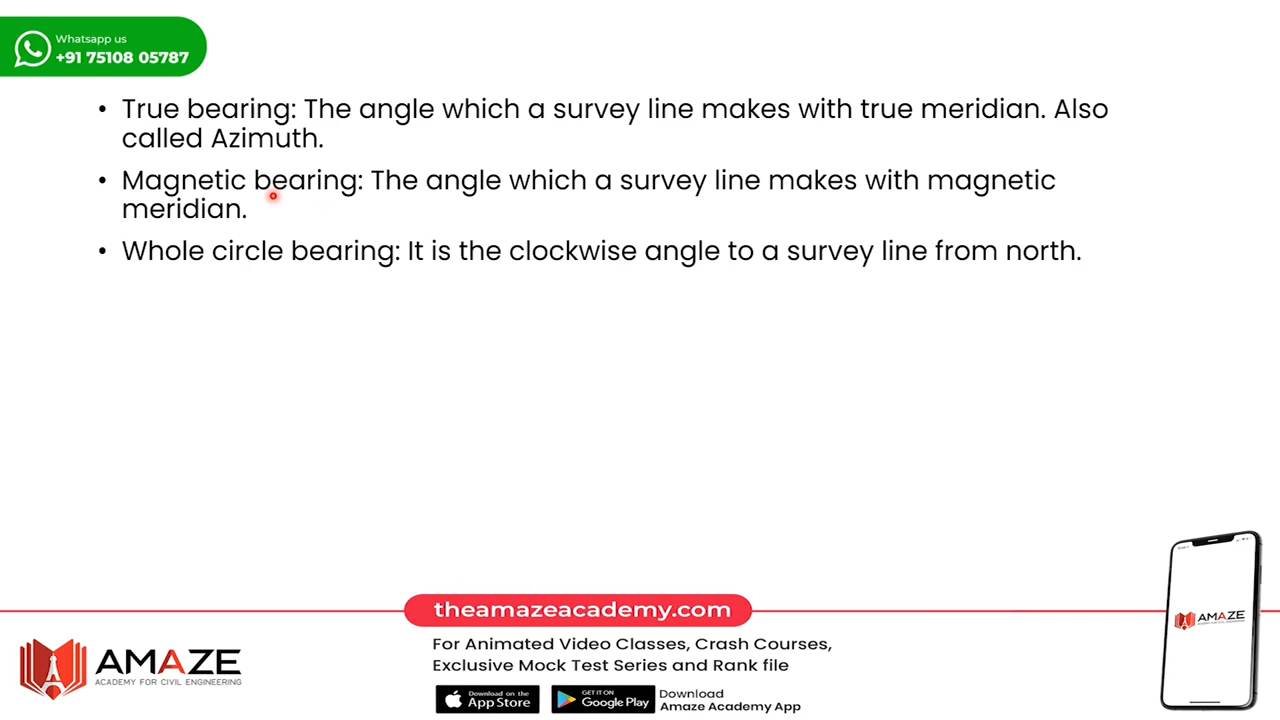 Whatsapp us
+91 75108 05787
• True bearing: The angle which a survey line makes with true meridian. Also
called Azimuth.
• Magnetic bearing: The angle which a survey line makes with magnetic
meridian.
• Whole circle bearing: It is the clockwise angle to a survey line from north.
theamazeacademy.com
For Animated Video Classes, Crash Courses,
Exclusive Mock Test Series and Rank file
Download on the
App Store
GET IT ON
Google Play
Download
Amaze Academy App
AMAZE
ACADEMY FOR CIVIL ENGINEERING
AMAZE
ACADEMY FOR CIVIL ENGINEERING